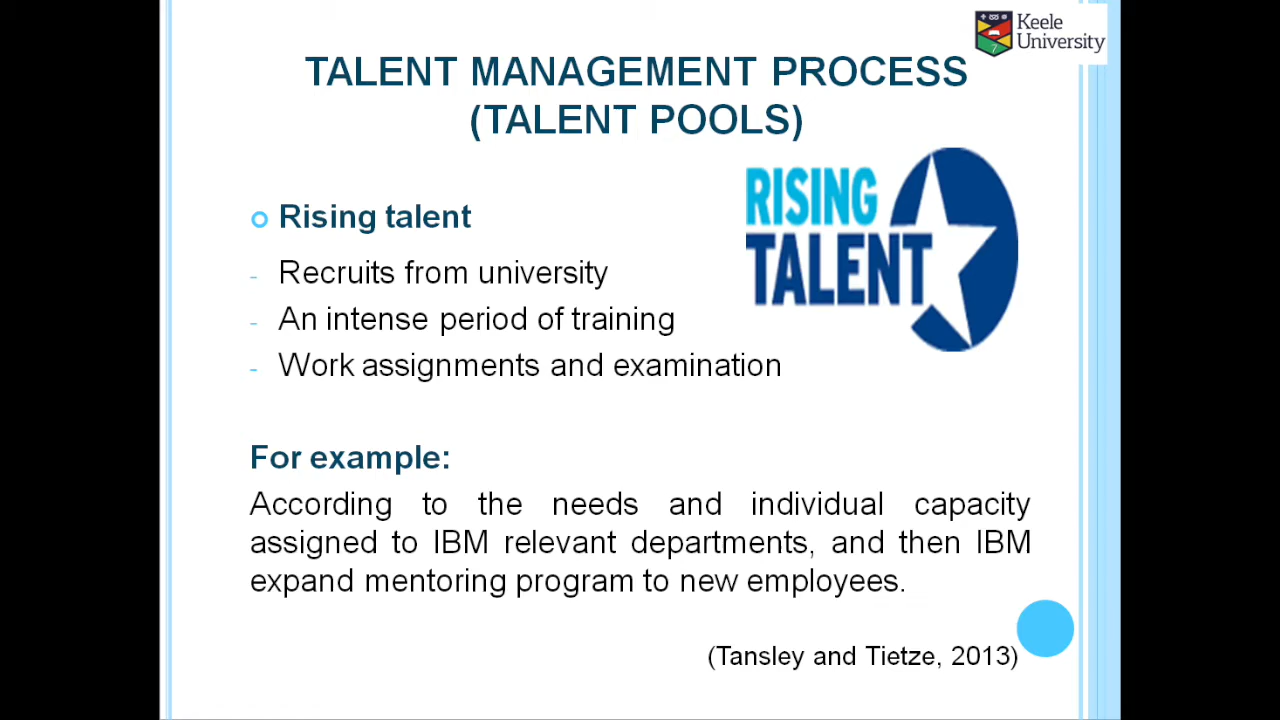 Keele
University
TALENT MANAGEMENT PROCESS
(TALENT POOLS)
RISING
TALENT
Rising talent
- Recruits from university
- An intense period of training
- Work assignments and examination
For example:
According to the needs and individual capacity
assigned to IBM relevant departments, and then IBM
expand mentoring program to new employees.
(Tansley and Tietze, 2013)